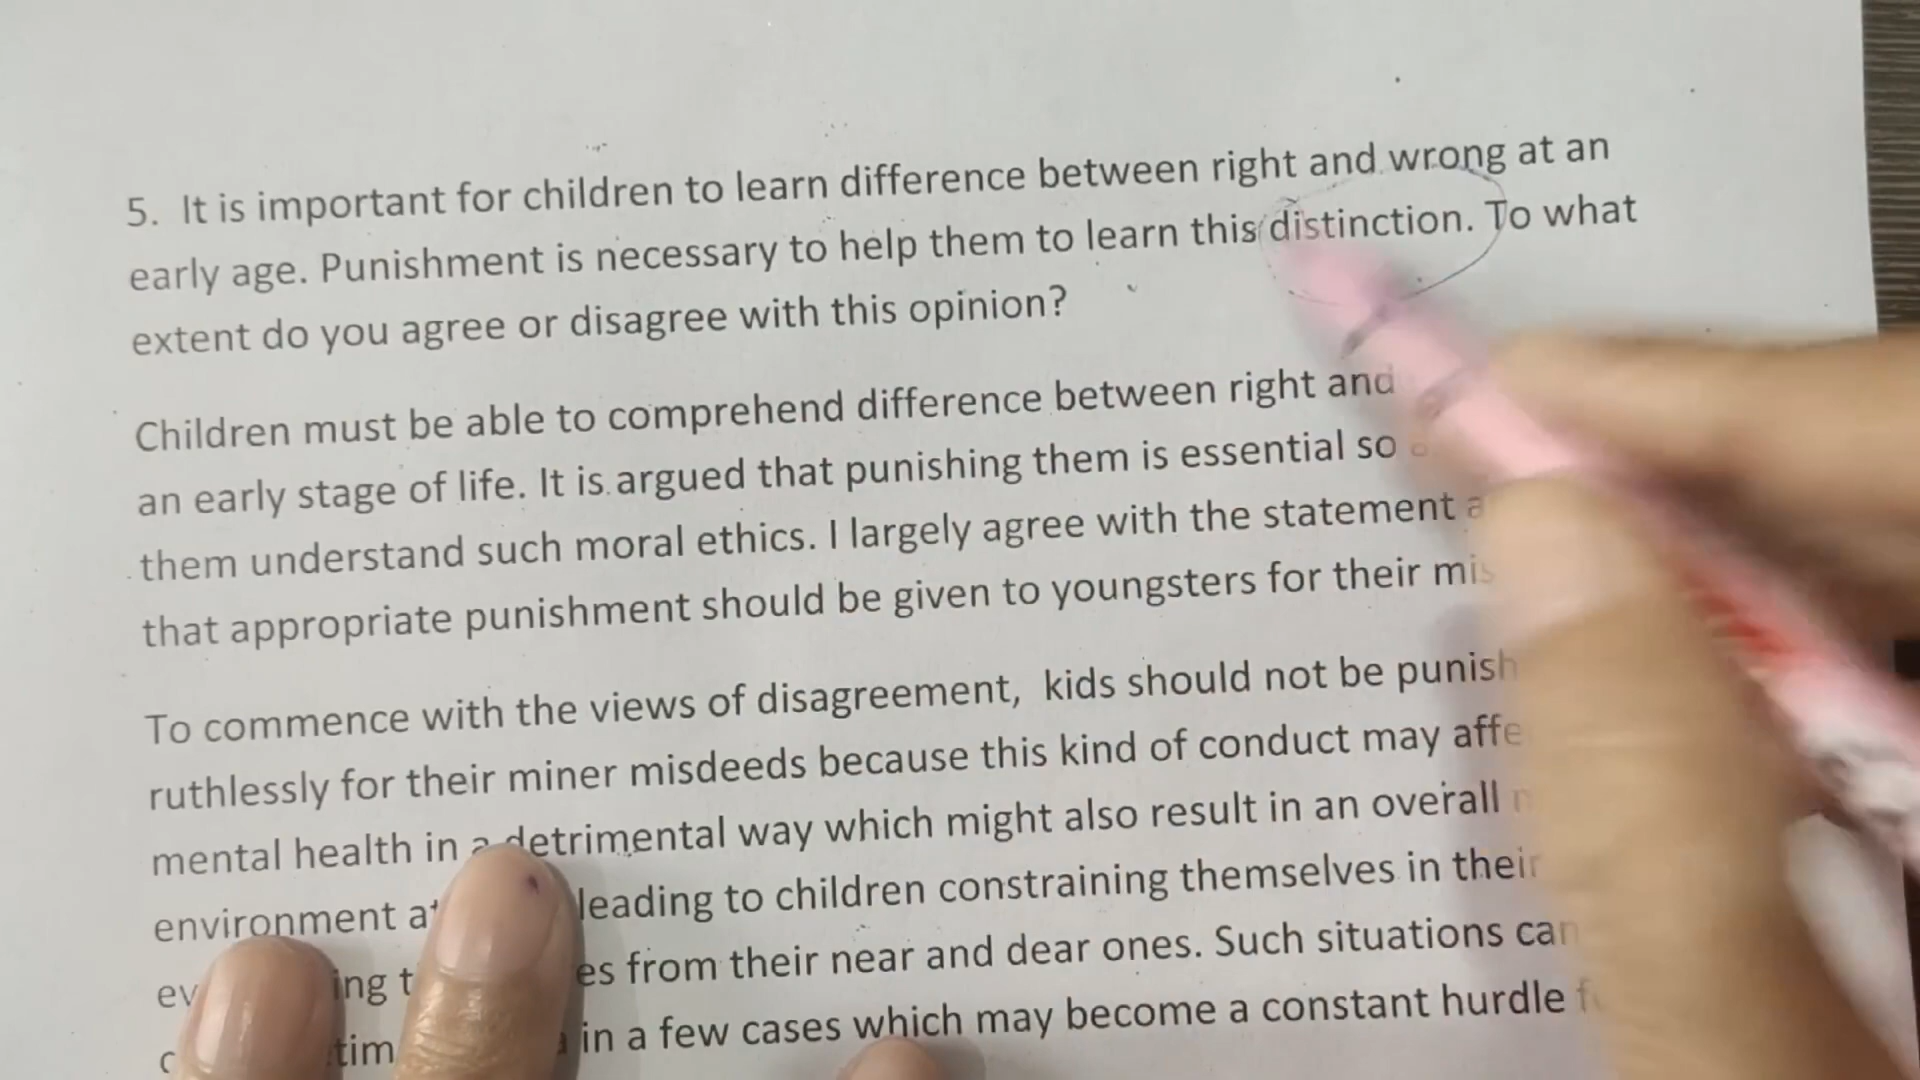 5. It is important for children to learn difference between right and wrong at an
early age. Punishment is necessary to help them to learn this distinction. To what
extent do you agree or disagree with this opinion?
Children must be able to comprehend difference between right and
an early stage of life. It is argued that punishing them is essential so
them understand such moral ethics. I largely agree with the statement
that appropriate punishment should be given to youngsters for their
To commence with the views of disagreement, kids should not be
ruthlessly for their miner misdeeds because this kind of conduct may
mental health in a detrimental way which might also result in an overall
environment leading to children constraining themselves in their
from their near and dear ones. Such situations can
in a few cases which may become a constant hurdle